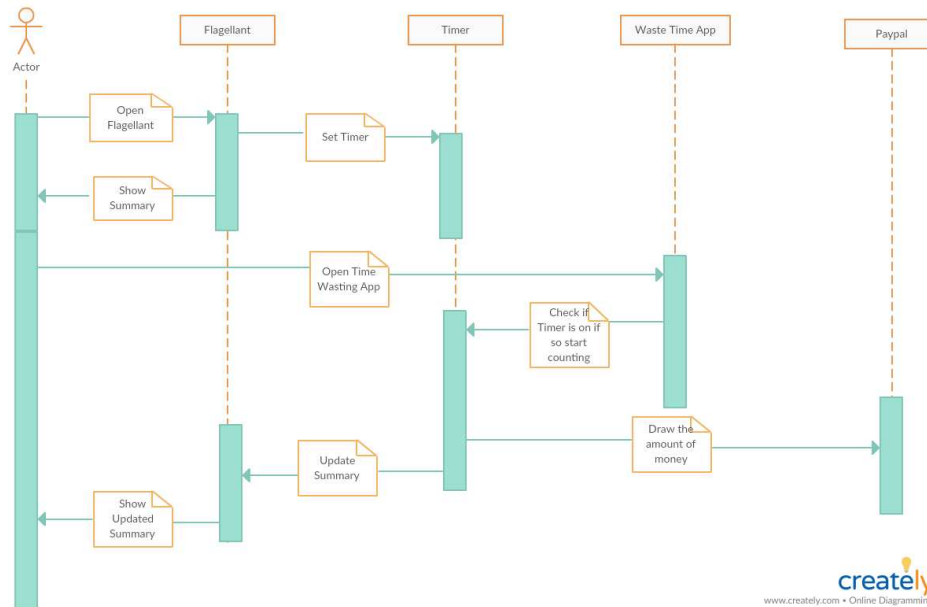 Flagellant
Timer
Waste Time App
Paypal
Actor
Open
Flagellant
Set Timer
Show
Summary
Open Time
Wasting App
Check if
Timer is on if
so start
counting
Draw the
amount of
money
Update
Summary
Show
Updated
Summary
creately
www.creately.com • Online Diagramming